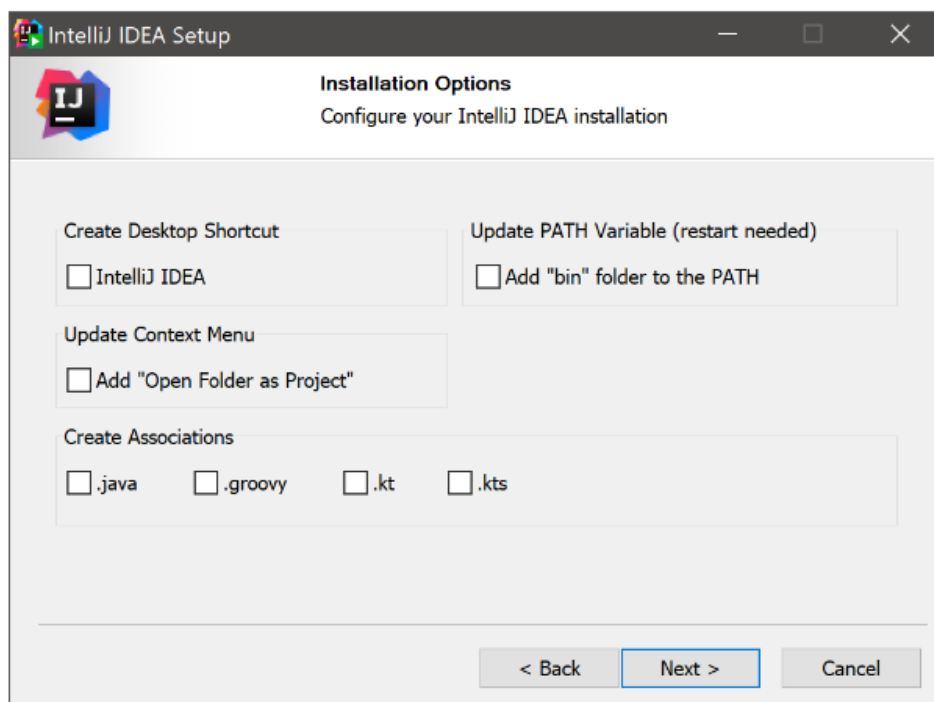 IntelliJ IDEA Setup
IJ
Installation Options
Configure your IntelliJ IDEA installation
Create Desktop Shortcut
IntelliJ IDEA
Update PATH Variable (restart needed)
Add "bin" folder to the PATH
Update Context Menu
Add "Open Folder as Project"
Create Associations
.java .groovy .kt .kts
< Back Next > Cancel